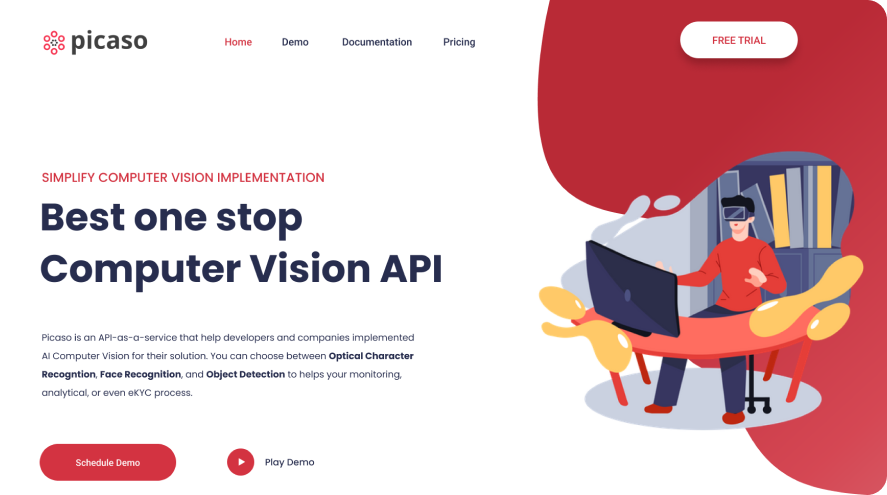 picaso
Home Demo Documentation Pricing
FREE TRIAL
SIMPLIFY COMPUTER VISION IMPLEMENTATION
Best one stop
Computer Vision API
Picaso is an API-as-a-service that help developers and companies implemented
AI Computer Vision for their solution. You can choose between Optical Character
Recogntion, Face Recognition, and Object Detection to helps your monitoring,
analytical, or even eKYC process.
Schedule Demo
Play Demo